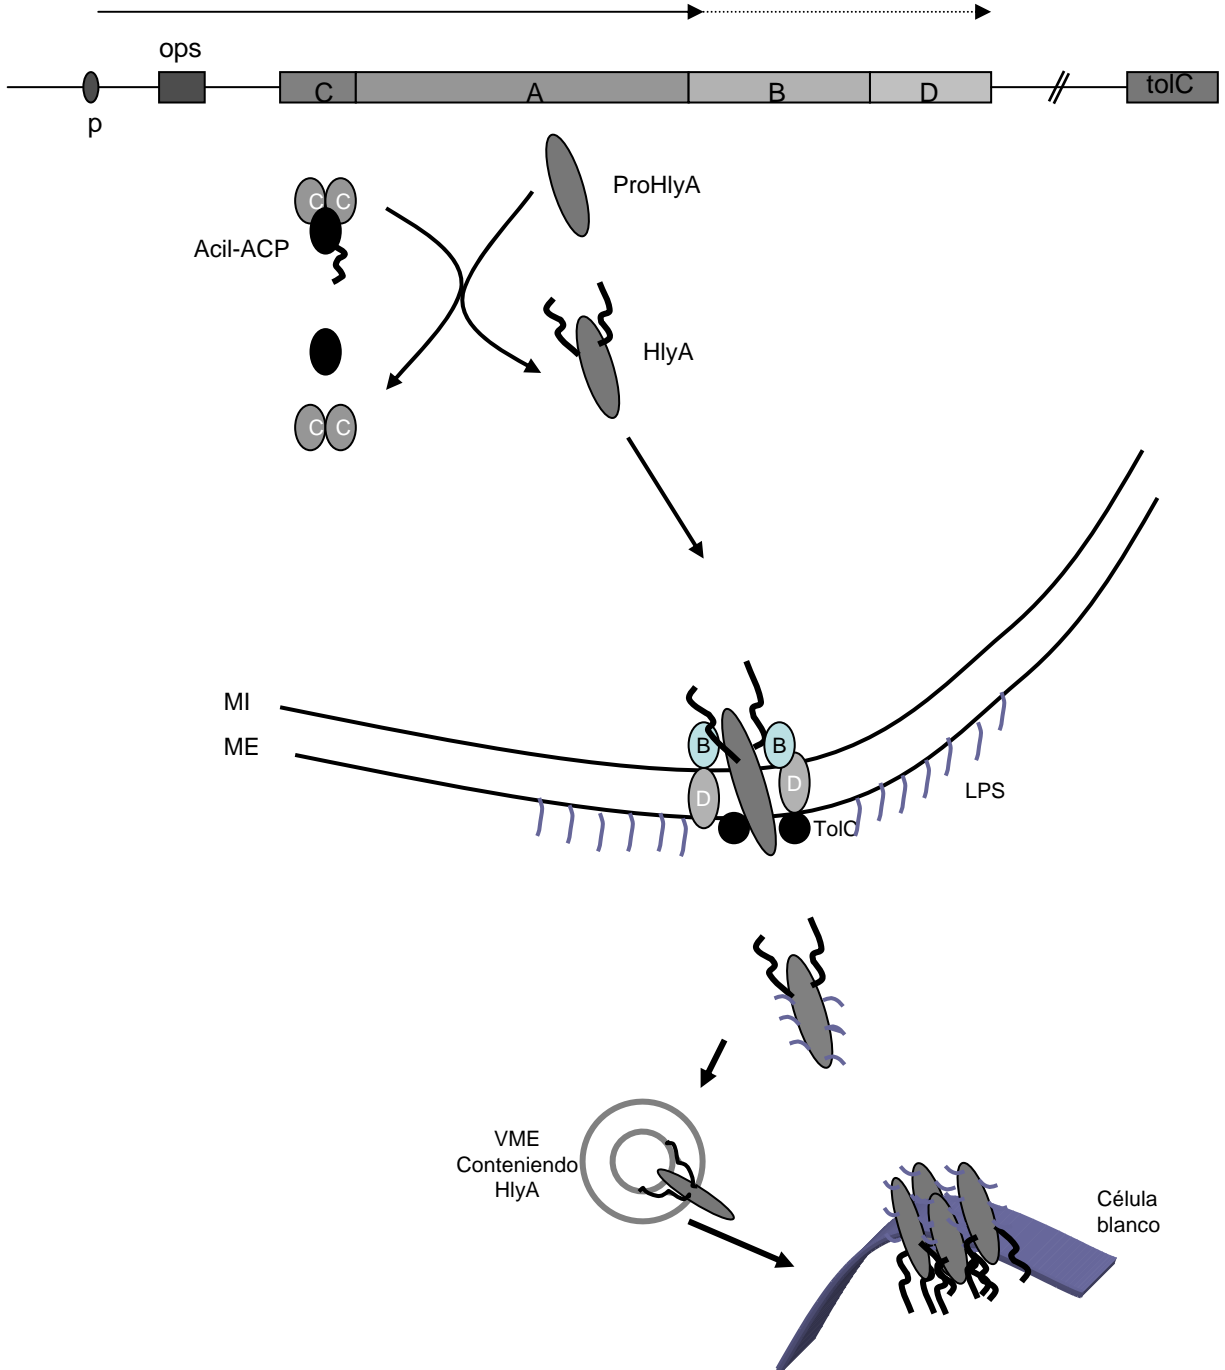 ops
C
A
B
D
tolC
p
C C
ProHlyA
Acil-ACP
HlyA
C C
MI
ME
B
B
D
D
LPS
TolC
VME
Conteniendo
HlyA
Célula
blanco